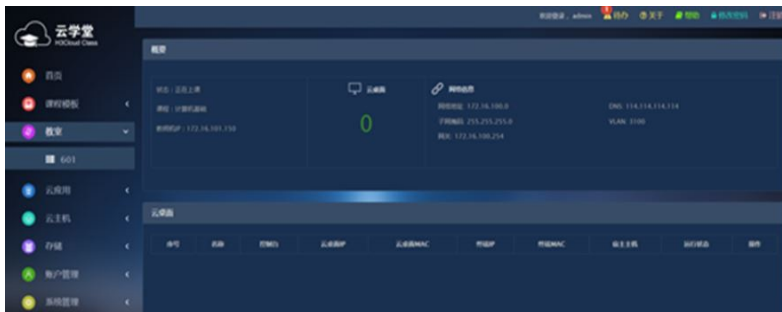 云学堂
H3Cloud Class
首页
课程模板
教室
601
云应用
云主机
存储
账户管理
系统管理
欢迎登录，admin
待办
关于
帮助
修改密码
概要
状态：正在上课
课程：计算机基础
教师机IP：172.16.101.150
云桌面
0
网络信息
网络地址: 172.16.100.0
子网掩码: 255.255.255.0
网关: 172.16.100.254
DNS: 114.114.114.114
VLAN: 1100
云桌面
序号 名称 控制台 云桌面IP 云桌面MAC 终端IP 终端MAC 宿主主机 运行状态 操作